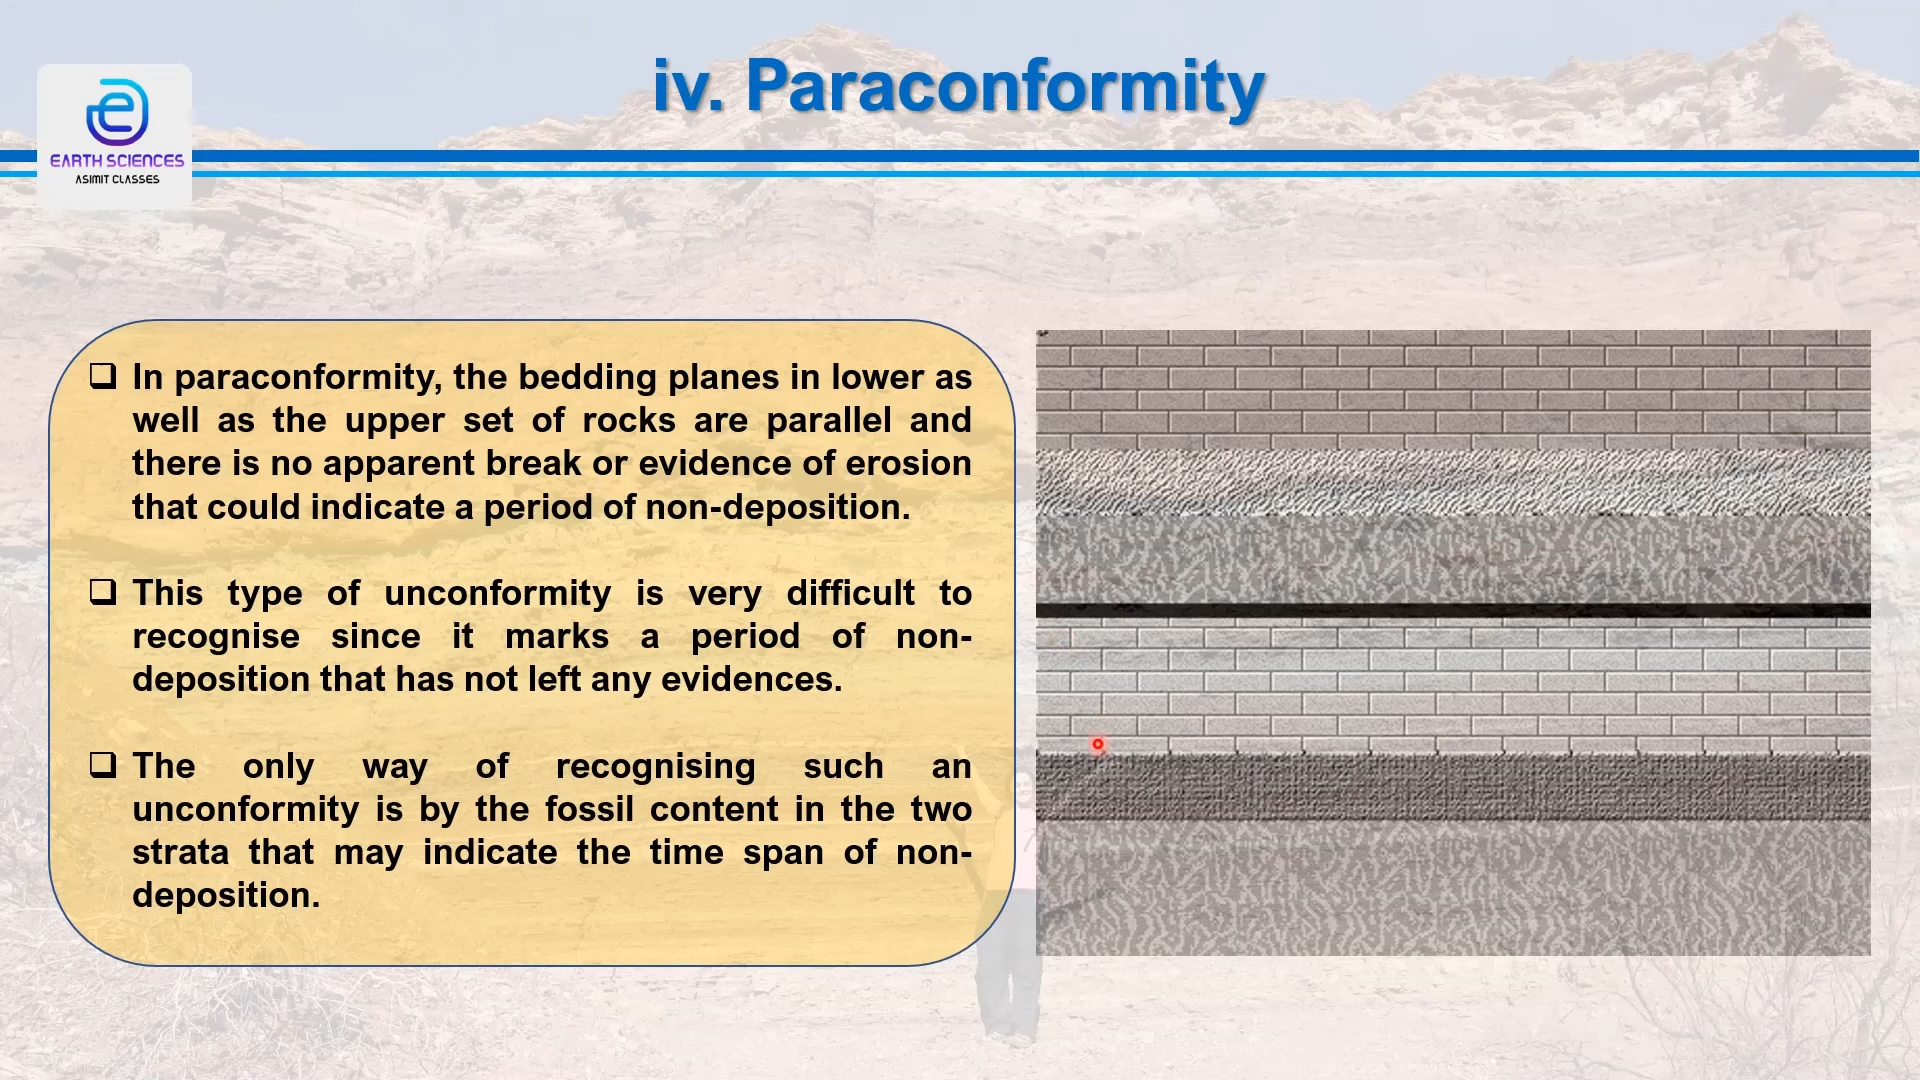 iv. Paraconformity
EARTH SCIENCES
ASIMIT CLASSES
In paraconformity, the bedding planes in lower as
well as the upper set of rocks are parallel and
there is no apparent break or evidence of erosion
that could indicate a period of non-deposition.
This type of unconformity is very difficult to
recognise since it marks a period of non-
deposition that has not left any evidences.
The only way of recognising such an
unconformity is by the fossil content in the two
strata that may indicate the time span of non-
deposition.